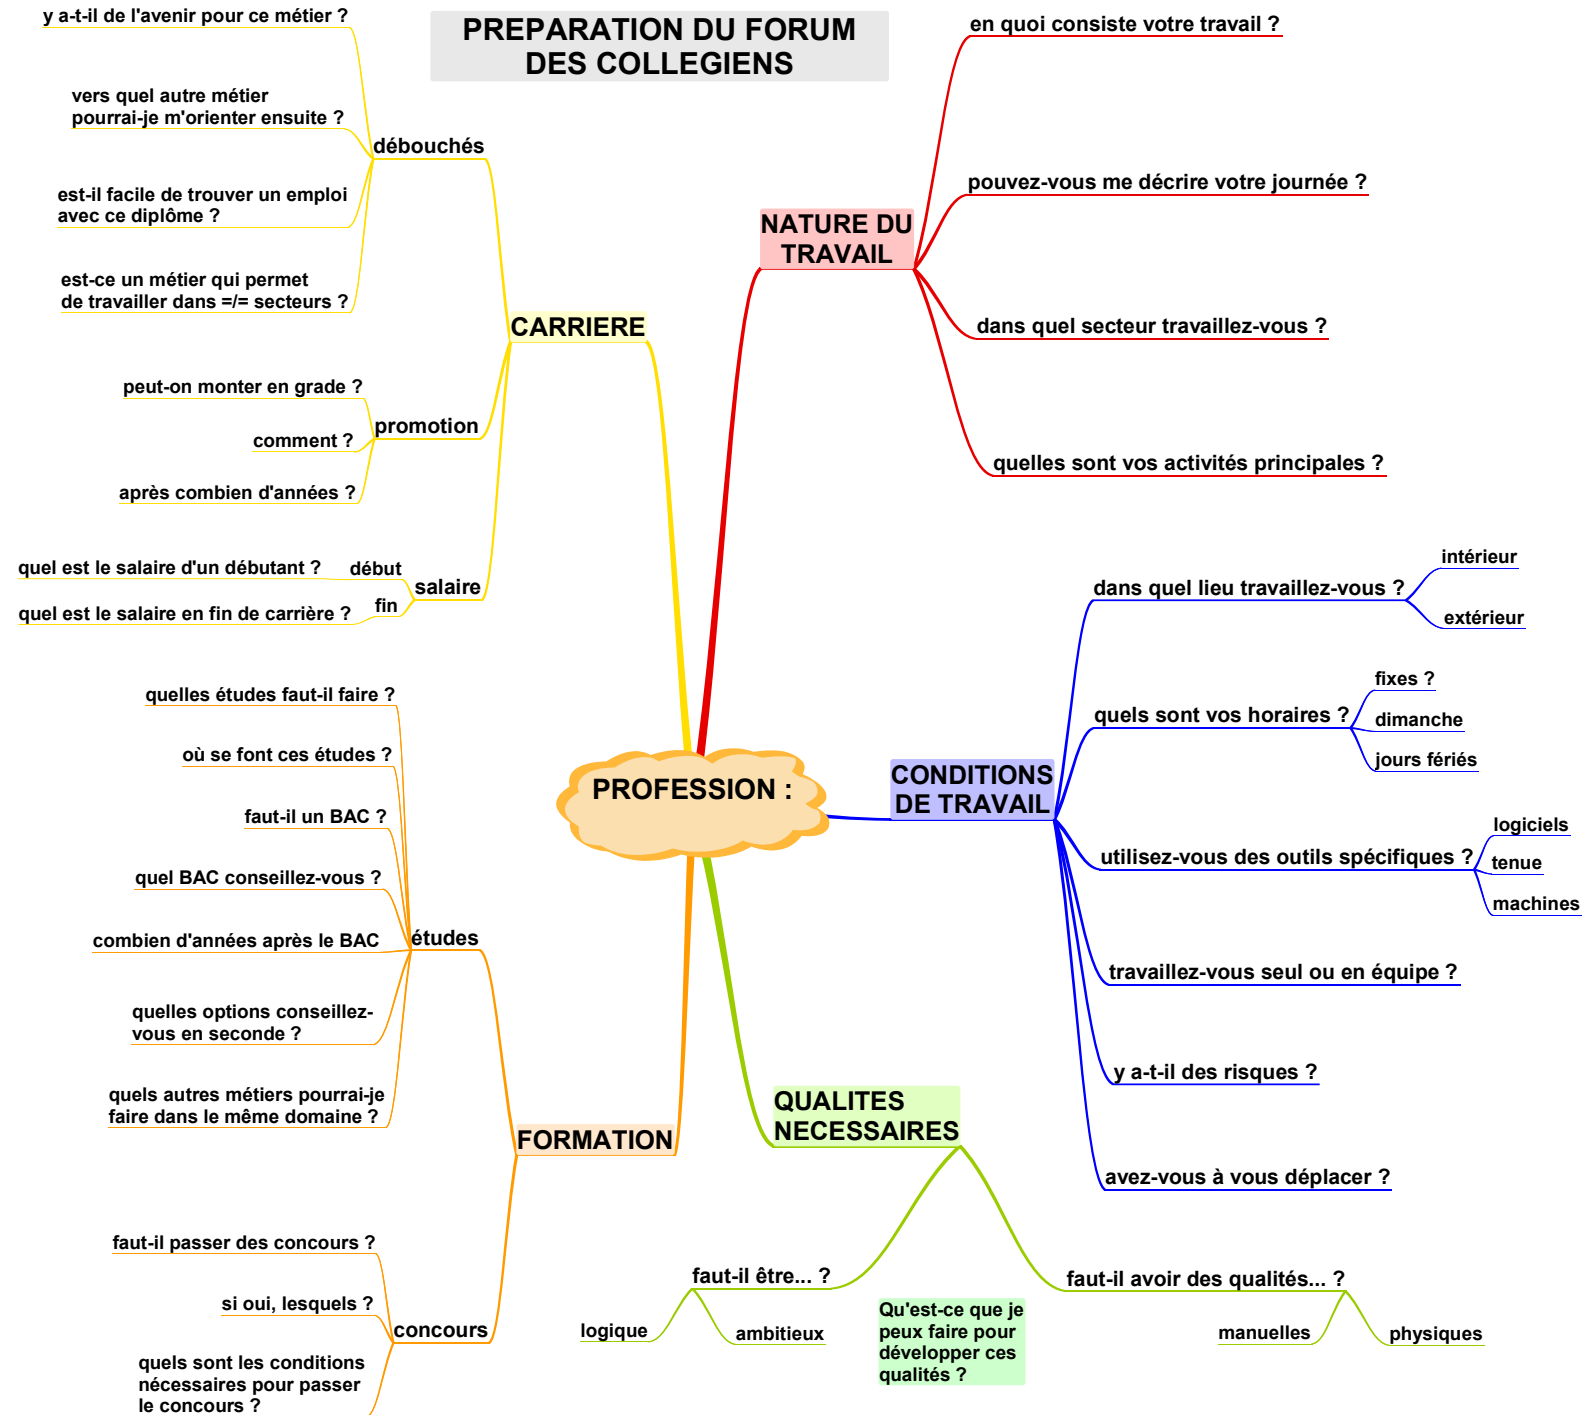 PREPARATION DU FORUM
DES COLLEGIENS
PROFESSION :
NATURE DU
TRAVAIL
en quoi consiste votre travail ?
pouvez-vous me décrire votre journée ?
dans quel secteur travaillez-vous ?
quelles sont vos activités principales ?
CONDITIONS
DE TRAVAIL
dans quel lieu travaillez-vous ?
intérieur
extérieur
quels sont vos horaires ?
fixes ?
dimanche
jours fériés
utilisez-vous des outils spécifiques ?
logiciels
tenue
machines
travaillez-vous seul ou en équipe ?
y a-t-il des risques ?
avez-vous à vous déplacer ?
QUALITES
NECESSAIRES
faut-il être... ?
logique
ambitieux
Qu'est-ce que je
peux faire pour
développer ces
qualités ?
faut-il avoir des qualités... ?
manuelles
physiques
CARRIERE
débouchés
y a-t-il de l'avenir pour ce métier ?
vers quel autre métier
pourrai-je m'orienter ensuite ?
est-il facile de trouver un emploi
avec ce diplôme ?
est-ce un métier qui permet
de travailler dans =/= secteurs ?
promotion
peut-on monter en grade ?
comment ?
après combien d'années ?
salaire
début
quel est le salaire d'un débutant ?
fin
quel est le salaire en fin de carrière ?
FORMATION
études
quelles études faut-il faire ?
où se font ces études ?
faut-il un BAC ?
quel BAC conseillez-vous ?
combien d'années après le BAC
quelles options conseillez-
vous en seconde ?
quels autres métiers pourrai-je
faire dans le même domaine ?
concours
faut-il passer des concours ?
si oui, lesquels ?
quels sont les conditions
nécessaires pour passer
le concours ?